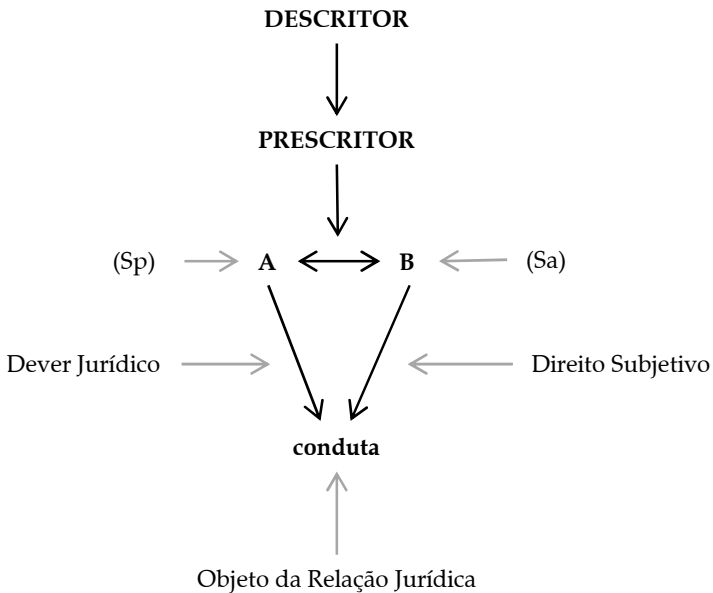 DESCRITOR
PRESCRITOR
(Sp) A B (Sa)
Dever Jurídico Direito Subjetivo
conduta
Objeto da Relação Jurídica